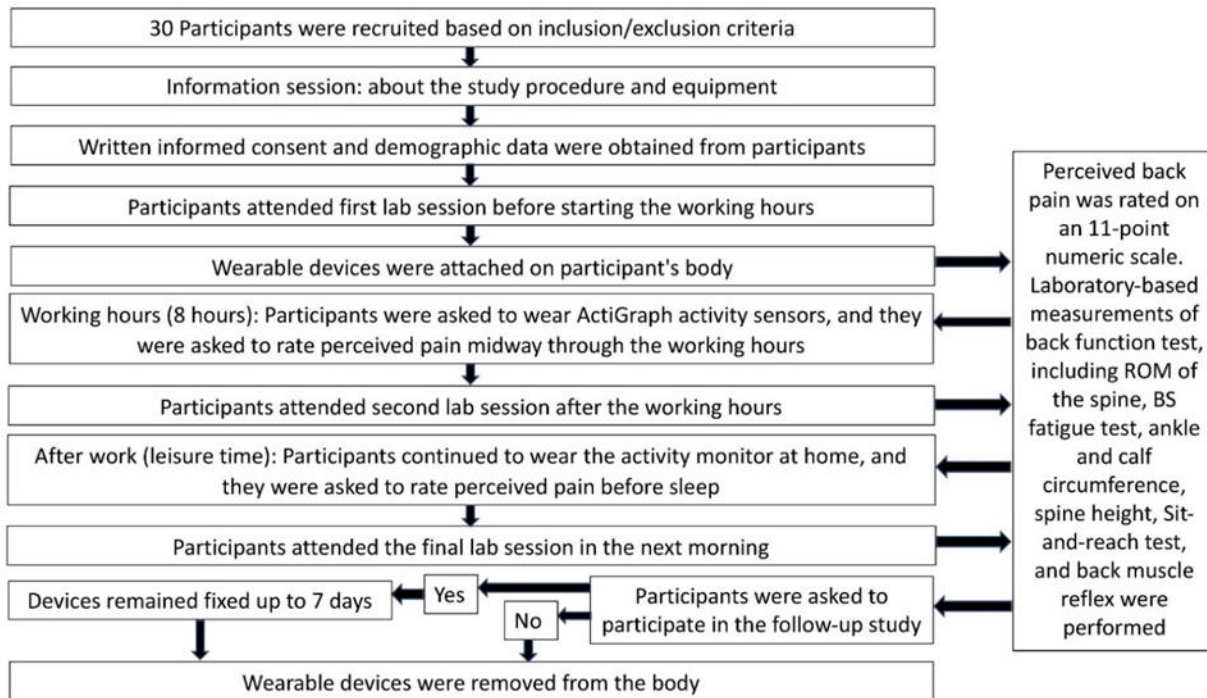 30 Participants were recruited based on inclusion/exclusion criteria
Information session: about the study procedure and equipment
Written informed consent and demographic data were obtained from participants
Participants attended first lab session before starting the working hours
Wearable devices were attached on participant's body
Working hours (8 hours): Participants were asked to wear ActiGraph activity sensors, and they
were asked to rate perceived pain midway through the working hours
Participants attended second lab session after the working hours
After work (leisure time): Participants continued to wear the activity monitor at home, and
they were asked to rate perceived pain before sleep
Participants attended the final lab session in the next morning
Perceived back
pain was rated on
an 11-point
numeric scale.
Laboratory-based
measurements of
back function test,
including ROM of
the spine, BS
fatigue test, ankle
and calf
circumference,
spine height, Sit-
and-reach test,
and back muscle
reflex were
performed
Participants were asked to
participate in the follow-up study
Yes
No
Devices remained fixed up to 7 days
Wearable devices were removed from the body